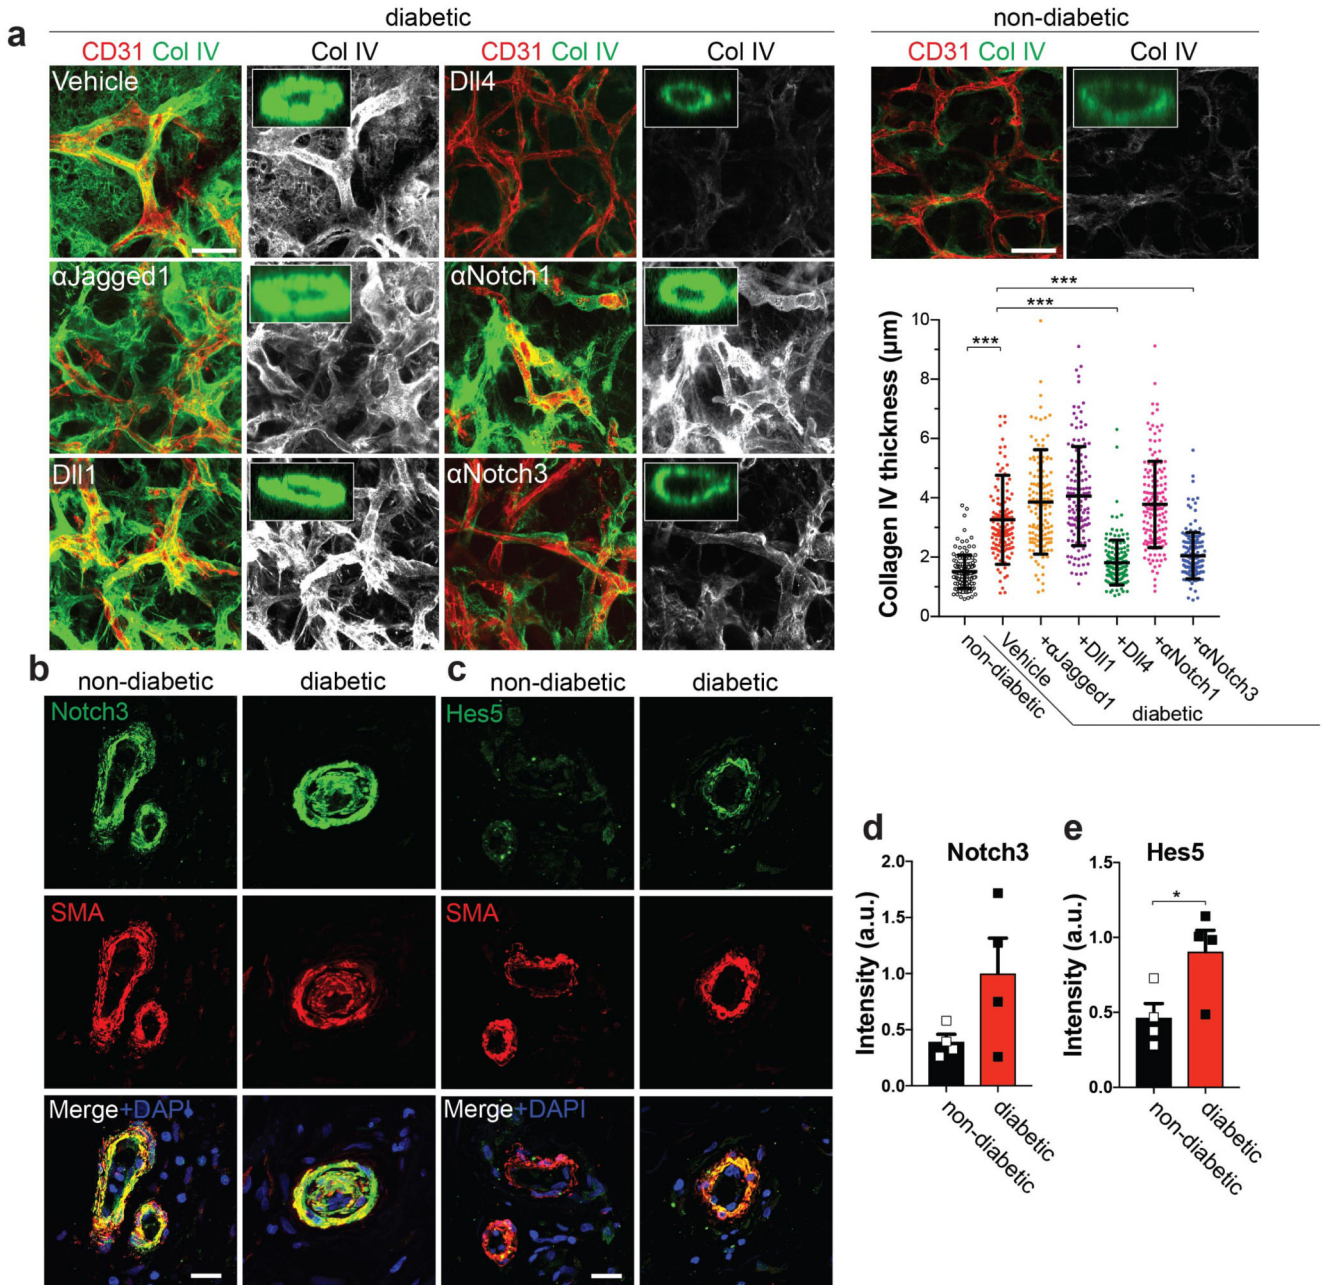 diabetic
non-diabetic
a
CD31 Col IV
Col IV
CD31 Col IV
Col IV
CD31 Col IV
Col IV
Vehicle
Dll4
αJagged1
αNotch1
Dll1
αNotch3
***
***
***
Collagen IV thickness (µm)
10
8
6
4
2
0
non-diabetic
Vehicle
+αJagged1
+Dll1
+Dll4
+αNotch1
+αNotch3
diabetic
b
non-diabetic
diabetic
c
non-diabetic
diabetic
Notch3
Hes5
SMA
SMA
Merge+DAPI
Merge+DAPI
d
Notch3
Intensity (a.u.)
2.0
1.5
1.0
0.5
0.0
non-diabetic
diabetic
e
Hes5
*
Intensity (a.u.)
1.5
1.0
0.5
0.0
non-diabetic
diabetic